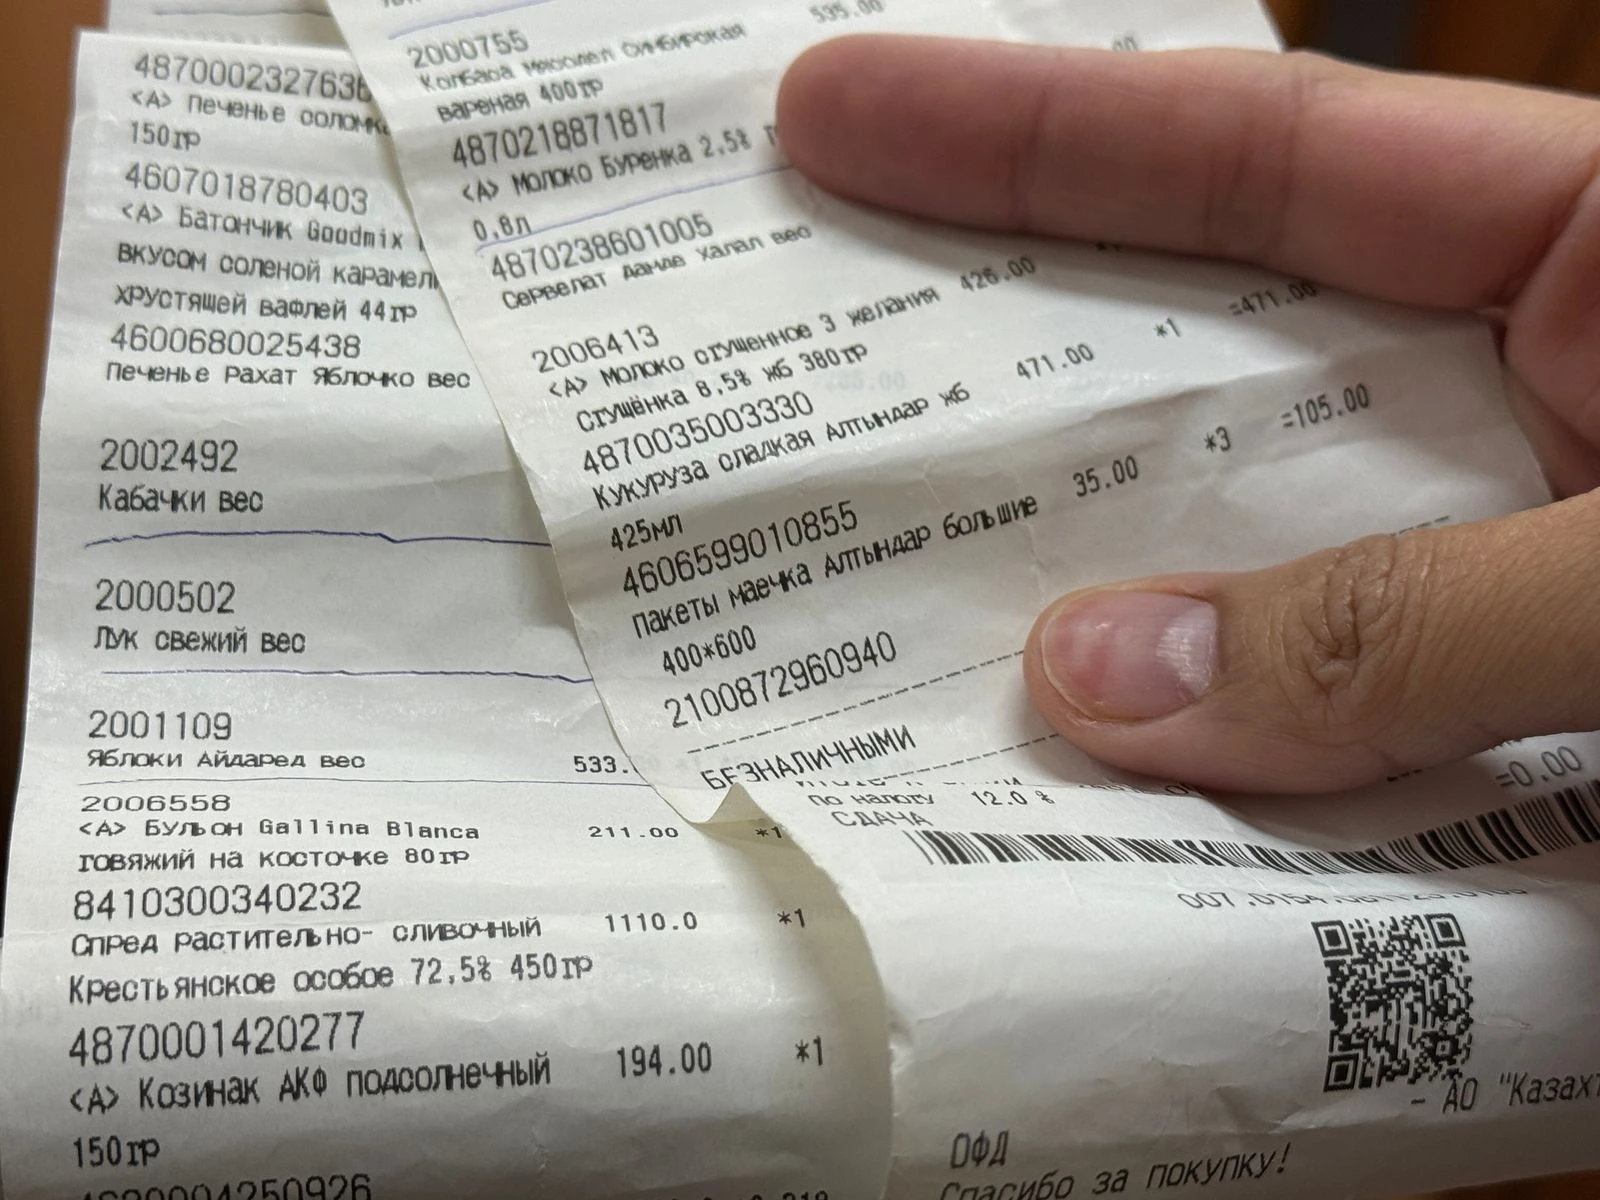 <A> Печенье соломка
150гр
4607018780403
<A> Батончик Goodmix
вкусом соленой
хрустящей вафлей 44гр
4600680025438
Печенье Рахат Яблочко вес
2002492
Кабачки вес
2000502
Лук свежий вес
2001109
Яблоки Айдаред вес 533.
2006558
<A> Бульон Gallina Blanca 211.00 *1
говяжий на косточке 80гр
8410300340232
Спред растительно- сливочный 1110.0 *1
Крестьянское особое 72,5% 450гр
4870001420277
<A> Козинак АКФ подсолнечный 194.00 *1
150гр
2000755 535.00
Колбаса Симбирская
вареная 400гр
4870218871817
<A> Молоко Буренка 2,5%
0,8л
4870238601005
Сервелат Халал вес
2006413
<A> Молоко сгущенное 3 желания 426.00
Сгущёнка 8,5% жб 380гр
4870035003330
Кукуруза сладкая Алтындар жб 471.00 *1 =471.00
425мл
4606599010855
Пакеты маечка Алтындар большие 35.00 *3 =105.00
400*600
2100872960940
БЕЗНАЛИЧНЫМИ
по налогу 12.0 %
СДАЧА =0.00
- АО "Казахт
ОФД
Спасибо за покупку!